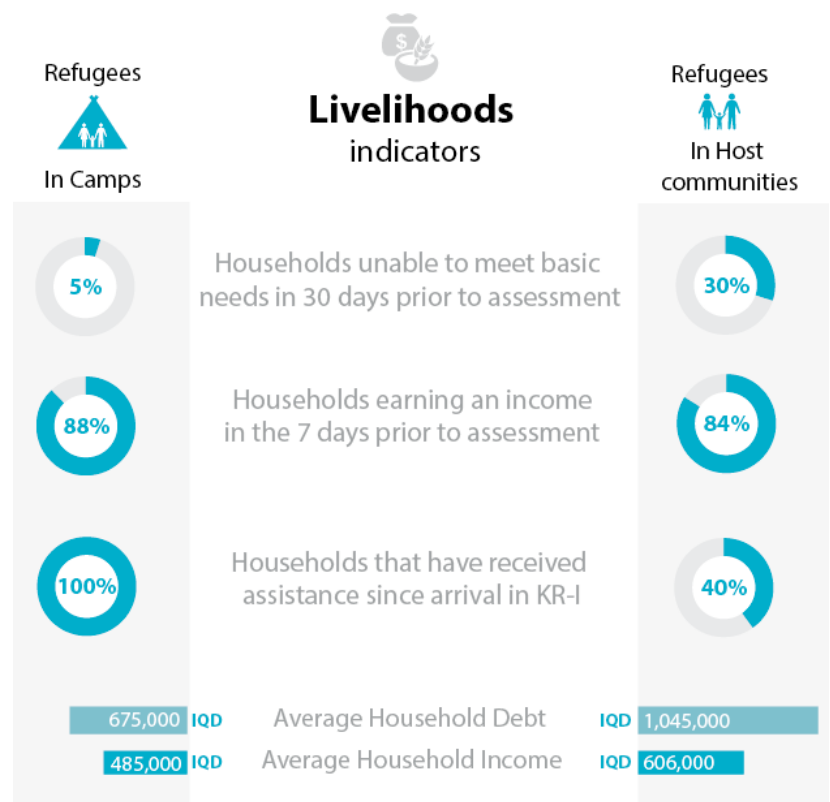 $
Refugees
In Camps
Livelihoods
indicators
Refugees
In Host
communities
5%
Households unable to meet basic
needs in 30 days prior to assessment
30%
88%
Households earning an income
in the 7 days prior to assessment
84%
100%
Households that have received
assistance since arrival in KR-I
40%
675,000 IQD Average Household Debt IQD 1,045,000
485,000 IQD Average Household Income IQD 606,000